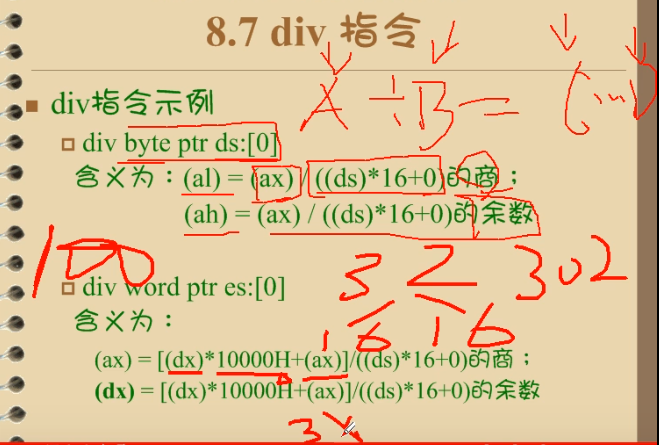 8.7 div 指令
A ÷ B = C ... D
div指令示例
div byte ptr ds:[0]
含义为：(al) = (ax) / ((ds)*16+0)的商；
(ah) = (ax) / ((ds)*16+0)的余数
100
32 302
div word ptr es:[0]
16 16
含义为：
(ax) = [(dx)*10000H+(ax)]/((ds)*16+0)的商；
(dx) = [(dx)*10000H+(ax)]/((ds)*16+0)的余数